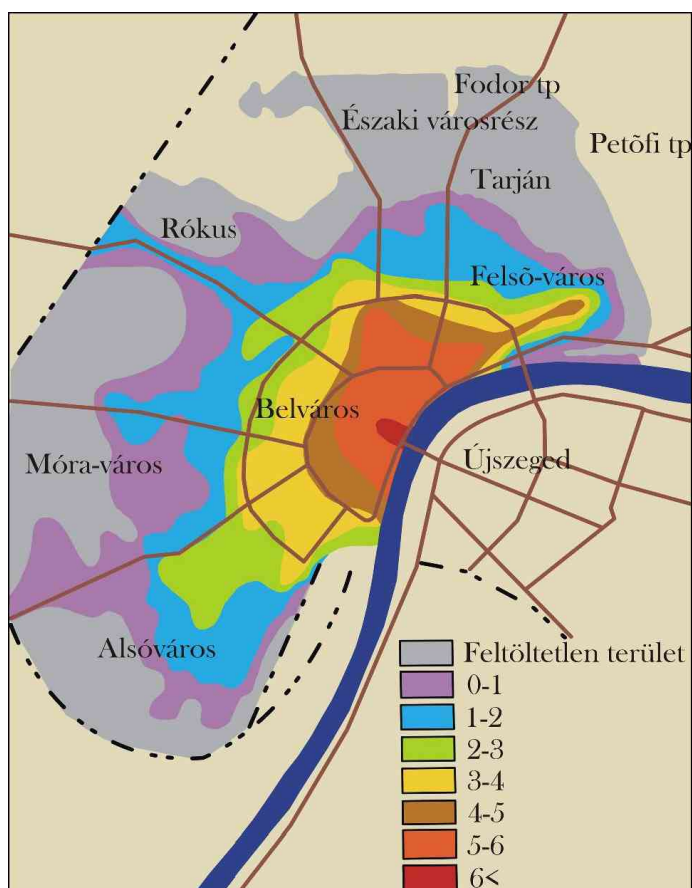 Fodor tp
Északi városrész
Petõfi tp
Tarján
Rókus
Felsõ-város
Belváros
Móra-város
Újszeged
Alsóváros
Feltöltetlen terület
0-1
1-2
2-3
3-4
4-5
5-6
6<